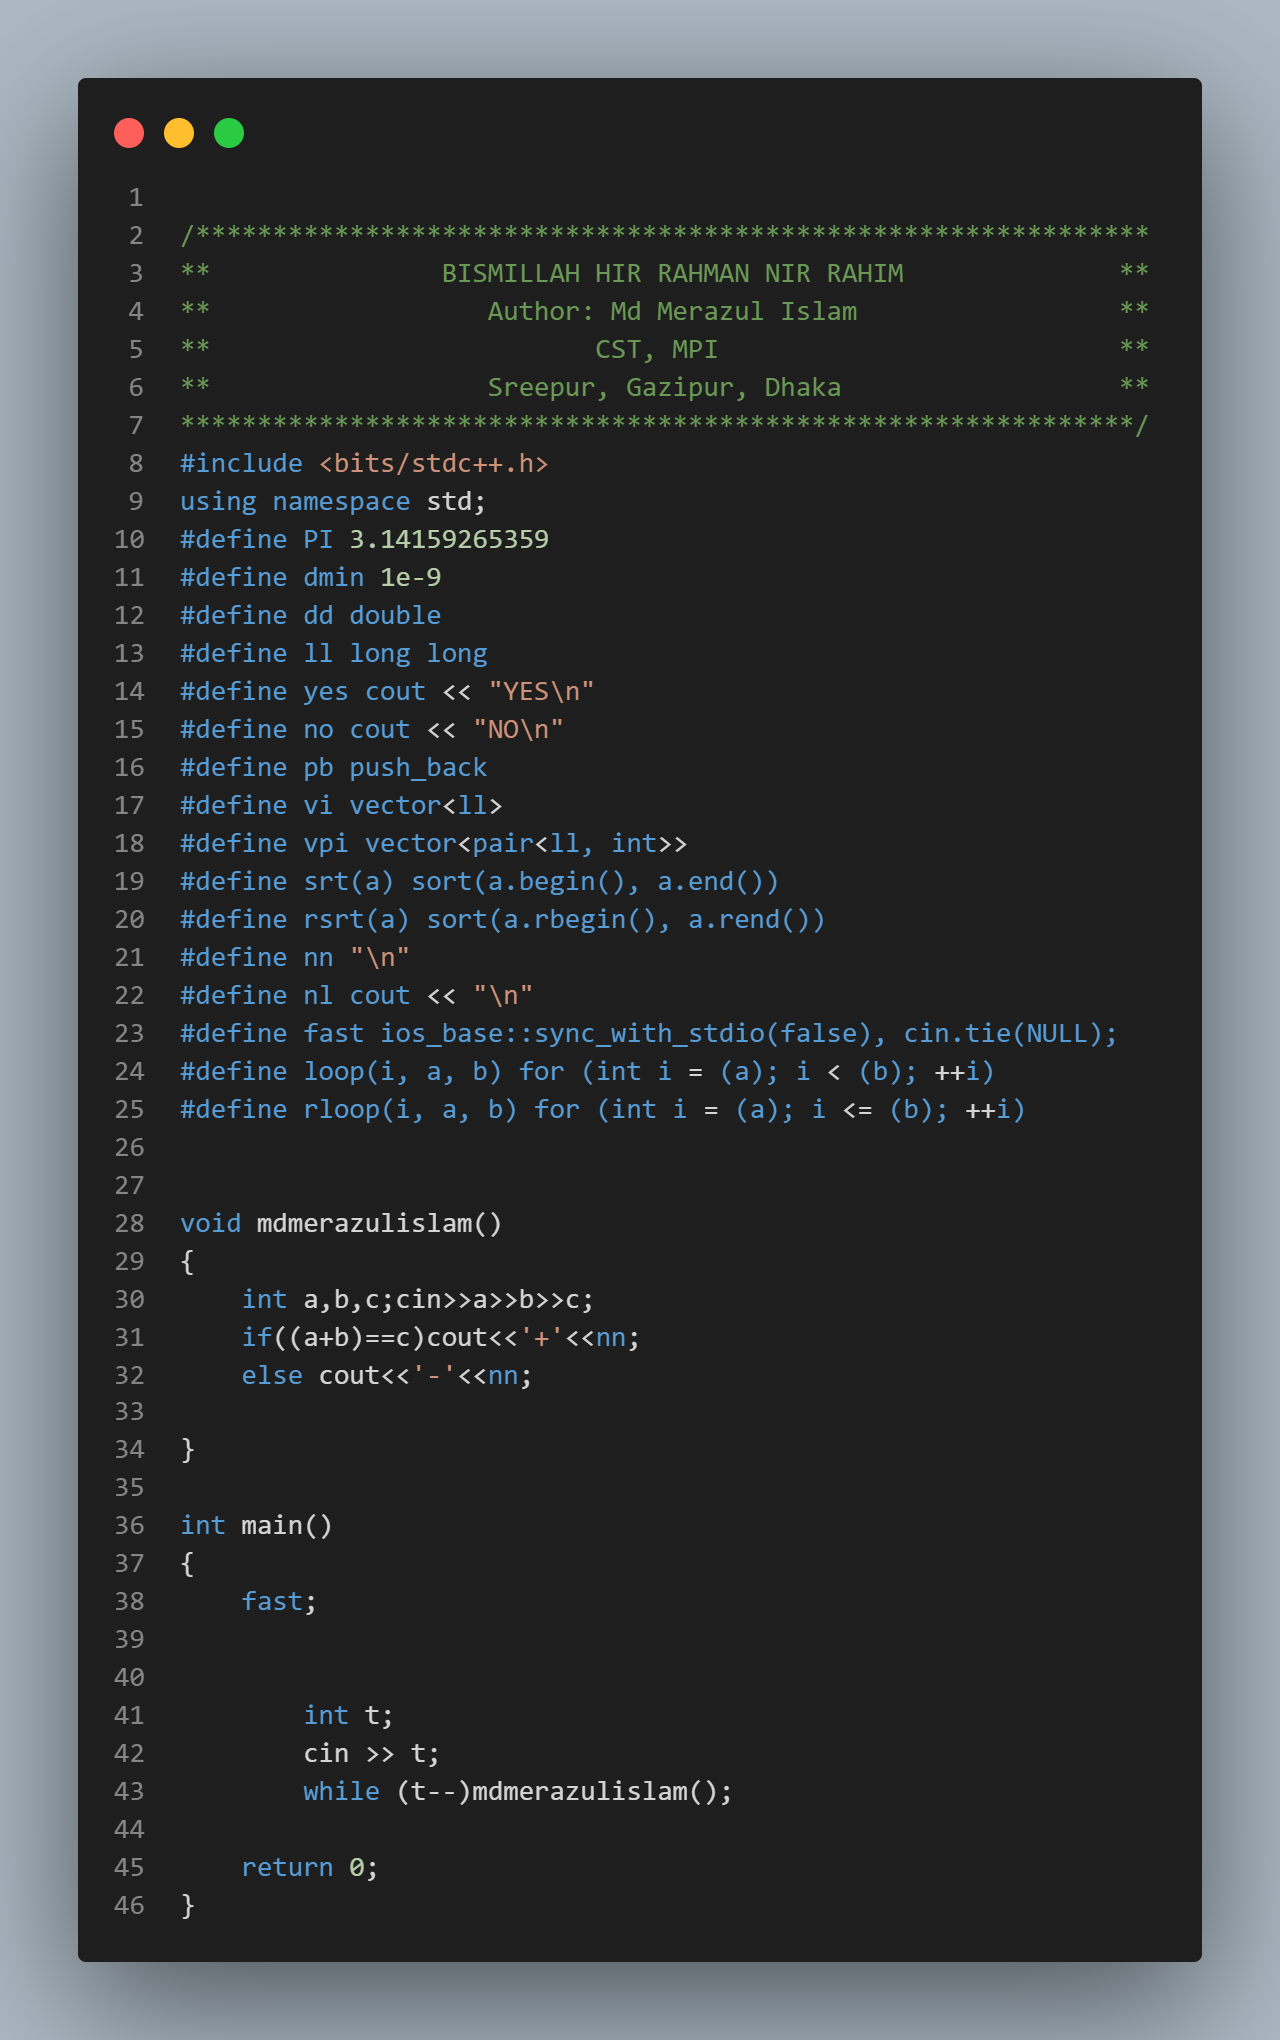 1
2 /**************************************************************
3 **               BISMILLAH HIR RAHMAN NIR RAHIM              **
4 **                  Author: Md Merazul Islam                 **
5 **                         CST, MPI                          **
6 **                  Sreepur, Gazipur, Dhaka                  **
7 **************************************************************/
8 #include <bits/stdc++.h>
9 using namespace std;
10 #define PI 3.14159265359
11 #define dmin 1e-9
12 #define dd double
13 #define ll long long
14 #define yes cout << "YES\n"
15 #define no cout << "NO\n"
16 #define pb push_back
17 #define vi vector<ll>
18 #define vpi vector<pair<ll, int>>
19 #define srt(a) sort(a.begin(), a.end())
20 #define rsrt(a) sort(a.rbegin(), a.rend())
21 #define nn "\n"
22 #define nl cout << "\n"
23 #define fast ios_base::sync_with_stdio(false), cin.tie(NULL);
24 #define loop(i, a, b) for (int i = (a); i < (b); ++i)
25 #define rloop(i, a, b) for (int i = (a); i <= (b); ++i)
26
27
28 void mdmerazulislam()
29 {
30     int a,b,c;cin>>a>>b>>c;
31     if((a+b)==c)cout<<'+'<<nn;
32     else cout<<'-'<<nn;
33
34 }
35
36 int main()
37 {
38     fast;
39
40
41         int t;
42         cin >> t;
43         while (t--)mdmerazulislam();
44
45     return 0;
46 }